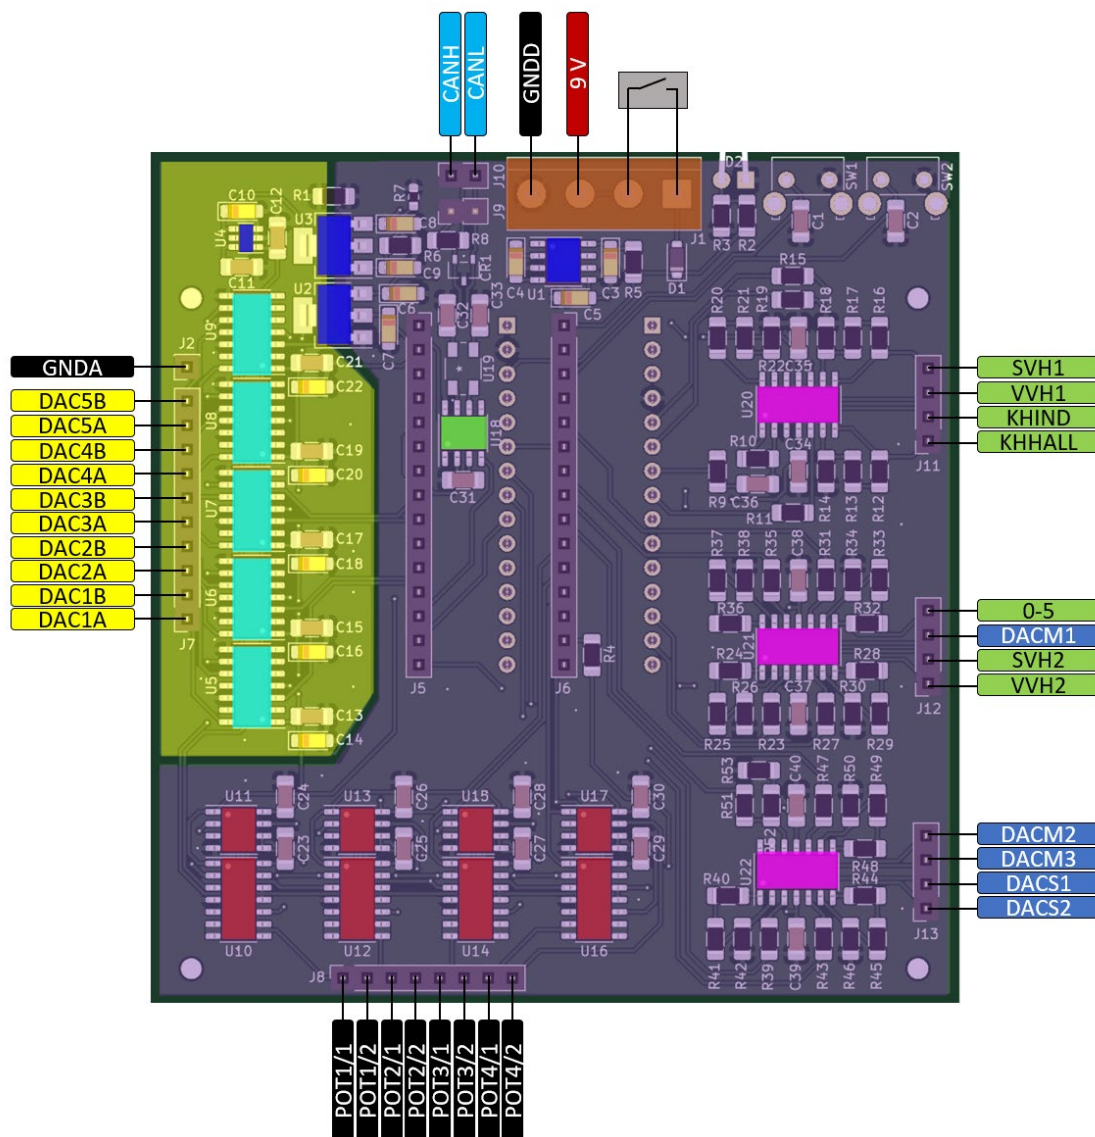 CANH
CANL
GNDD
9 V
J10
J9
J1
D2
SW1
SW2
C10
C12
U4
C11
R1
U3
U2
R7
C8
R6
C9
C6
C7
R8
CR1
C32
C33
C4
U1
C3
R5
C5
D1
R3
R2
C1
C2
R15
R20
R21
R19
R18
R17
R16
R22
C35
U20
U9
U8
U7
U6
U5
C21
C22
C19
C20
C17
C18
C15
C16
C13
C14
U19
U18
C31
J2
GNDA
DAC5B
DAC5A
DAC4B
DAC4A
DAC3B
DAC3A
DAC2B
DAC2A
DAC1B
DAC1A
J7
SVH1
VVH1
KHIND
KHHALL
J11
R10
C34
R9
C36
R11
R14
R13
R12
R37
R38
R35
C38
R31
R34
R33
R36
R32
U21
R24
R28
R26
C37
R30
R25
R23
R27
R29
0-5
DACM1
SVH2
VVH2
J12
J5
J6
R4
R53
R51
C40
R47
R50
R49
R52
U22
R48
R44
R40
R41
R42
R39
C39
R43
R46
R45
DACM2
DACM3
DACS1
DACS2
J13
U11
C24
U13
C26
U15
C28
U17
C30
C23
C25
C27
C29
U10
U12
U14
U16
J8
POT1/1
POT1/2
POT2/1
POT2/2
POT3/1
POT3/2
POT4/1
POT4/2